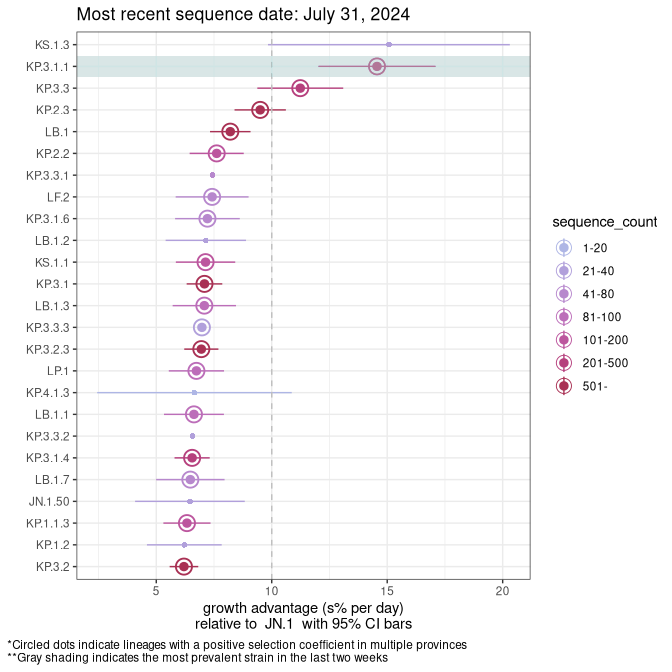 Most recent sequence date: July 31, 2024
KS.1.3
KP.3.1.1
KP.3.3
KP.2.3
LB.1
KP.2.2
KP.3.3.1
LF.2
KP.3.1.6
LB.1.2
KS.1.1
KP.3.1
LB.1.3
KP.3.3.3
KP.3.2.3
LP.1
KP.4.1.3
LB.1.1
KP.3.3.2
KP.3.1.4
LB.1.7
JN.1.50
KP.1.1.3
KP.1.2
KP.3.2
5 10 15 20
growth advantage (s% per day)
relative to JN.1 with 95% CI bars
sequence_count
1-20
21-40
41-80
81-100
101-200
201-500
501-
*Circled dots indicate lineages with a positive selection coefficient in multiple provinces
**Gray shading indicates the most prevalent strain in the last two weeks